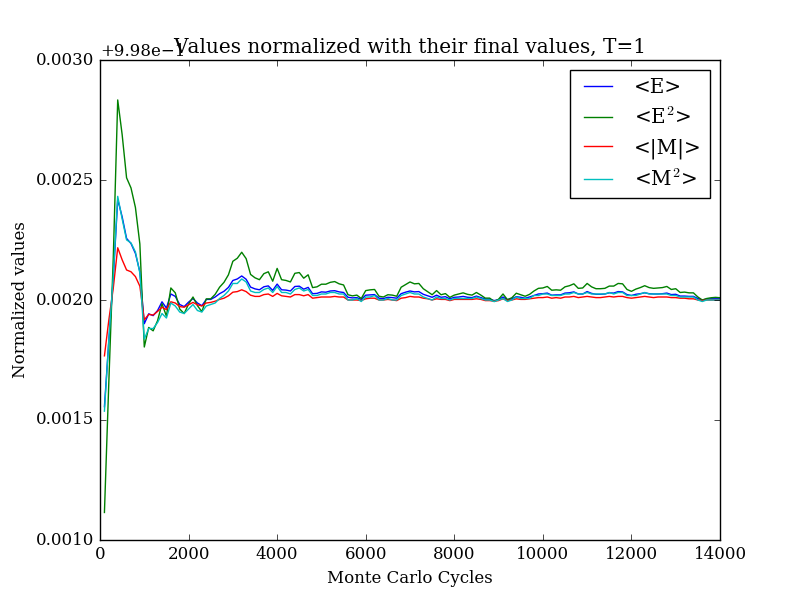 Values normalized with their final values, T=1
+9.98e−1
0.0030
0.0025
0.0020
0.0015
0.0010
Normalized values
<E>
<E²>
<|M|>
<M²>
0 2000 4000 6000 8000 10000 12000 14000
Monte Carlo Cycles